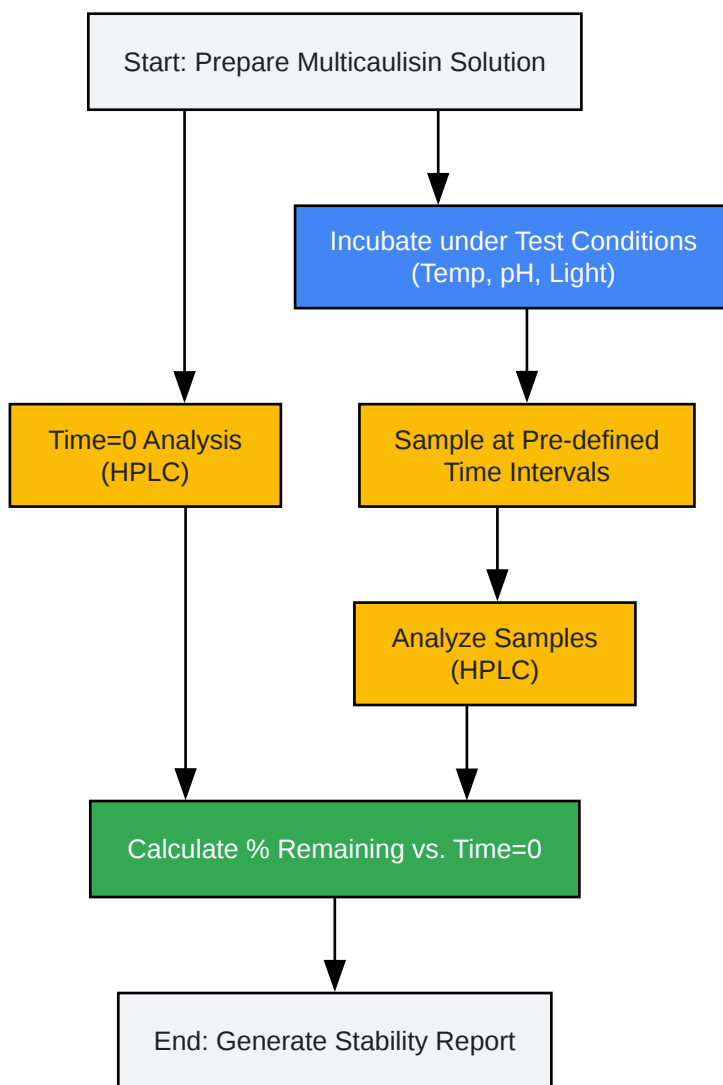 Start: Prepare Multicaulisin Solution
Incubate under Test Conditions
(Temp, pH, Light)
Time=0 Analysis
(HPLC)
Sample at Pre-defined
Time Intervals
Analyze Samples
(HPLC)
Calculate % Remaining vs. Time=0
End: Generate Stability Report